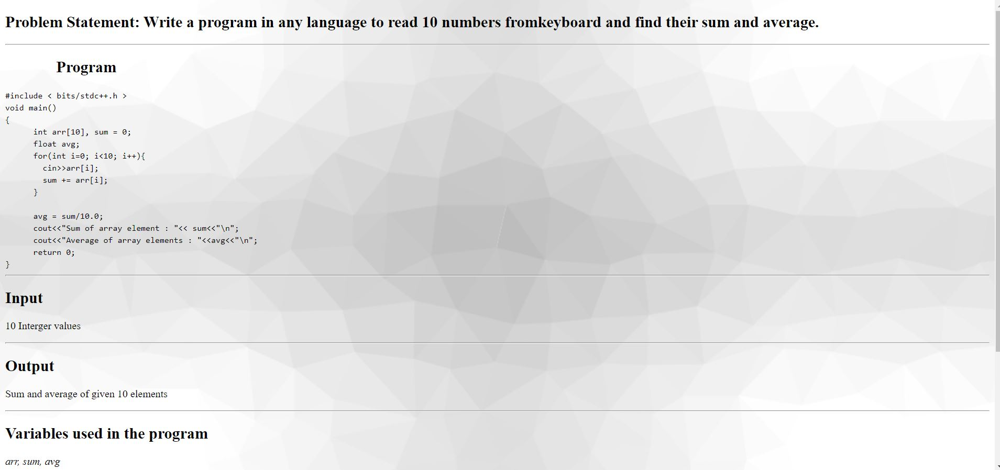 Problem Statement: Write a program in any language to read 10 numbers fromkeyboard and find their sum and average.
Program
#include < bits/stdc++.h >
void main()
{
int arr[10], sum = 0;
float avg;
for(int i=0; i<10; i++){
cin>>arr[i];
sum += arr[i];
}
avg = sum/10.0;
cout<<"Sum of array element : "<< sum<<"\n";
cout<<"Average of array elements : "<<avg<<"\n";
return 0;
}
Input
10 Interger values
Output
Sum and average of given 10 elements
Variables used in the program
arr, sum, avg